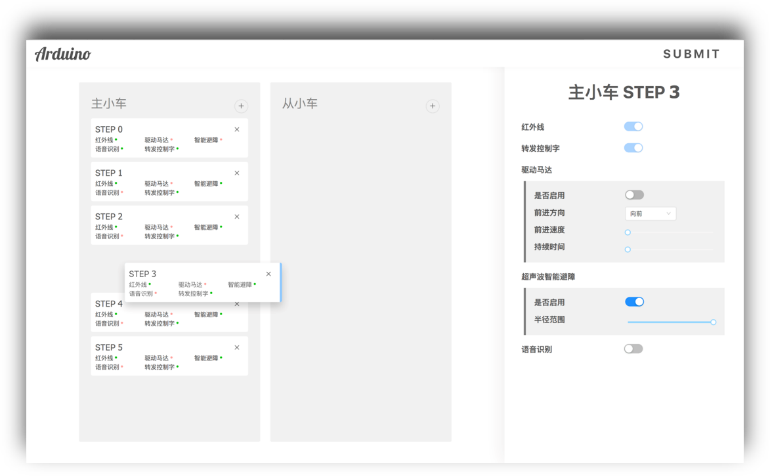 Arduino
SUBMIT
主小车
STEP 0
红外线 驱动马达 智能避障
语音识别 转发控制字
STEP 1
红外线 驱动马达 智能避障
语音识别 转发控制字
STEP 2
红外线 驱动马达 智能避障
语音识别 转发控制字
STEP 3
红外线 驱动马达 智能避障
语音识别 转发控制字
STEP 4
红外线 驱动马达 智能避障
语音识别 转发控制字
STEP 5
红外线 驱动马达 智能避障
语音识别 转发控制字
从小车
主小车 STEP 3
红外线
转发控制字
驱动马达
是否启用
前进方向 向前
前进速度
持续时间
超声波智能避障
是否启用
半径范围
语音识别